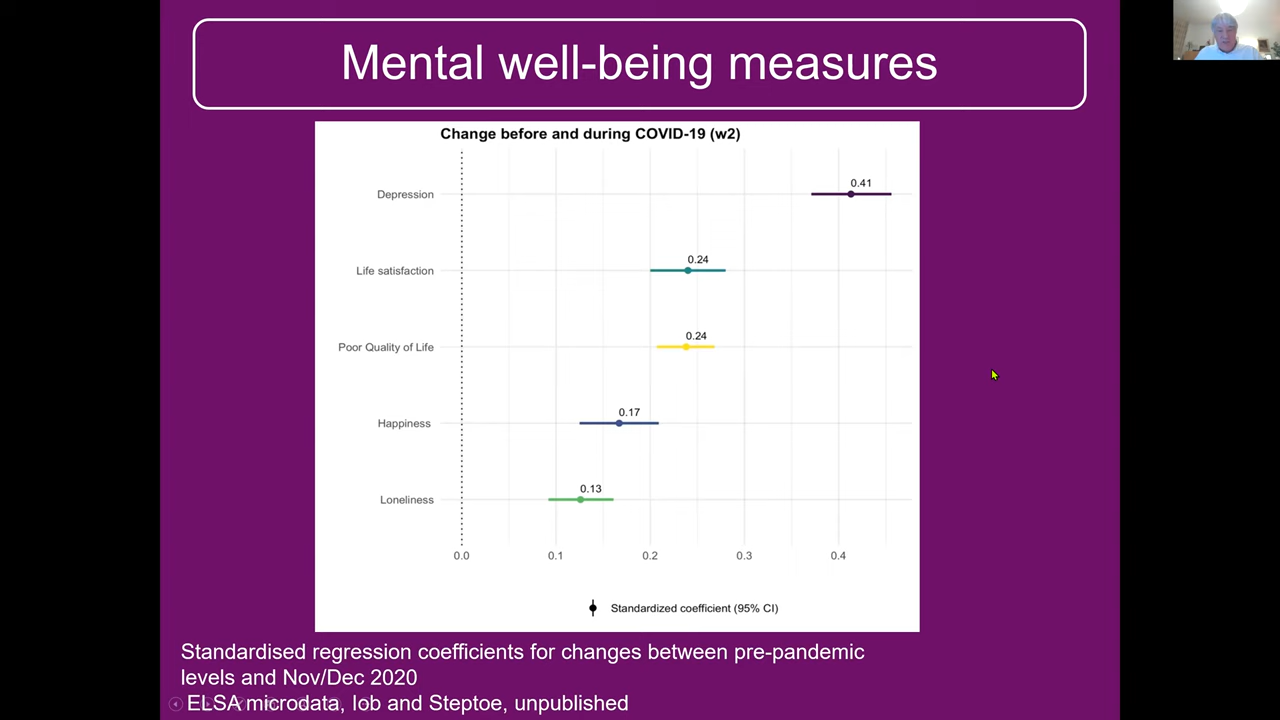 Mental well-being measures
Change before and during COVID-19 (w2)
Depression
0.41
Life satisfaction
0.24
Poor Quality of Life
0.24
Happiness
0.17
Loneliness
0.13
0.0 0.1 0.2 0.3 0.4
Standardized coefficient (95% CI)
Standardised regression coefficients for changes between pre-pandemic
levels and Nov/Dec 2020
ELSA microdata, Iob and Steptoe, unpublished